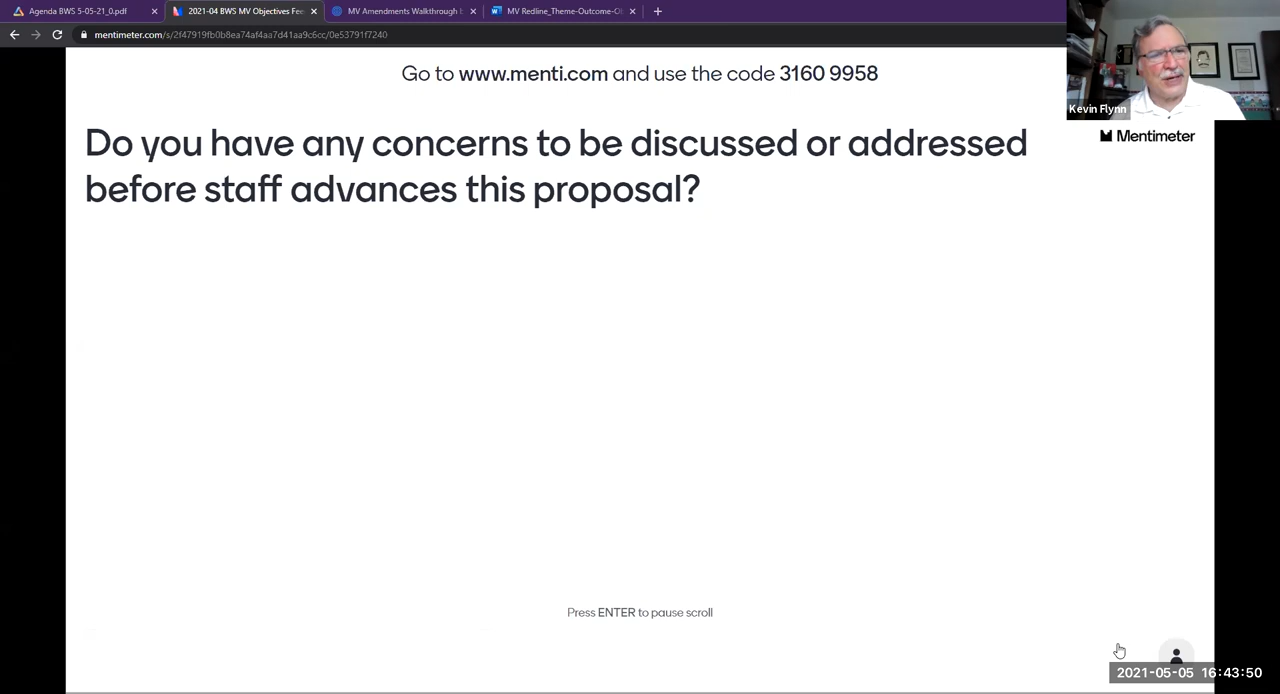 Agenda BWS 5-05-21_0.pdf
2021-04 BWS MV Objectives Fee
MV Amendments Walkthrough
MV Redline_Theme-Outcome-O
mentimeter.com/s/2f47919fb0b8ea74af4aa7d41aa9c6cc/0e53791f7240
Go to www.menti.com and use the code 3160 9958
Kevin Flynn
Mentimeter
Do you have any concerns to be discussed or addressed
before staff advances this proposal?
Press ENTER to pause scroll
2021-05-05 16:43:50